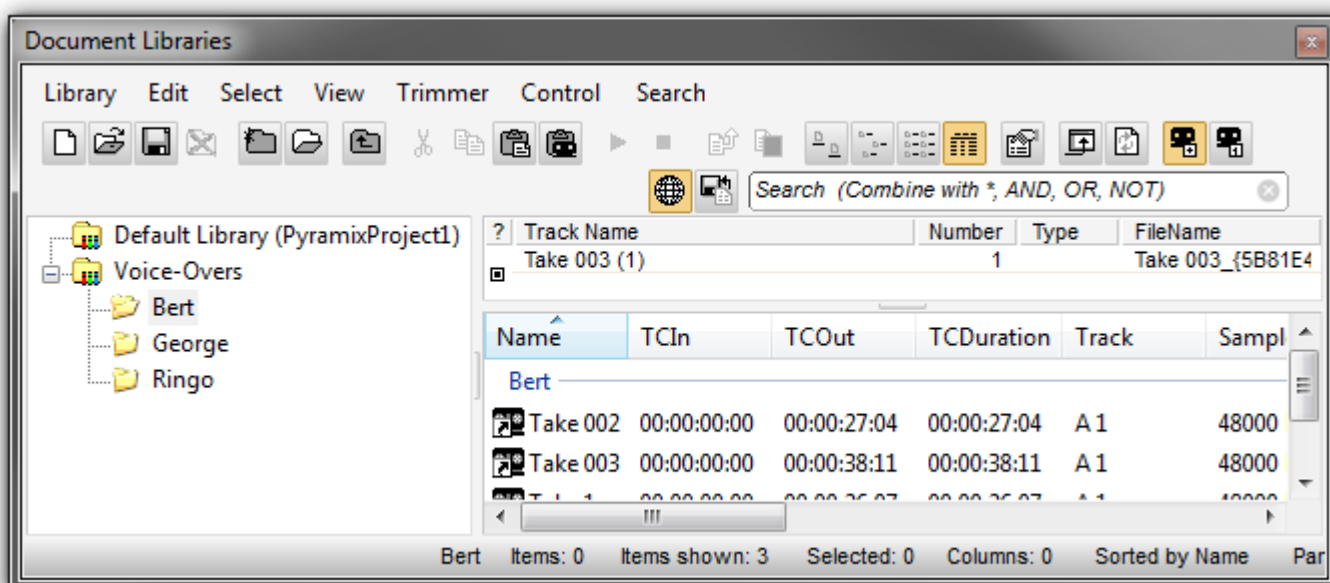 Document Libraries
Library Edit Select View Trimmer Control Search
Search (Combine with *, AND, OR, NOT)
Default Library (PyramixProject1)
Voice-Overs
Bert
George
Ringo
? Track Name Number Type FileName
Take 003 (1) 1 Take 003_{5B81E4
Name TCIn TCOut TCDuration Track Sampl
Bert
Take 002 00:00:00:00 00:00:27:04 00:00:27:04 A 1 48000
Take 003 00:00:00:00 00:00:38:11 00:00:38:11 A 1 48000
Bert Items: 0 Items shown: 3 Selected: 0 Columns: 0 Sorted by Name Par